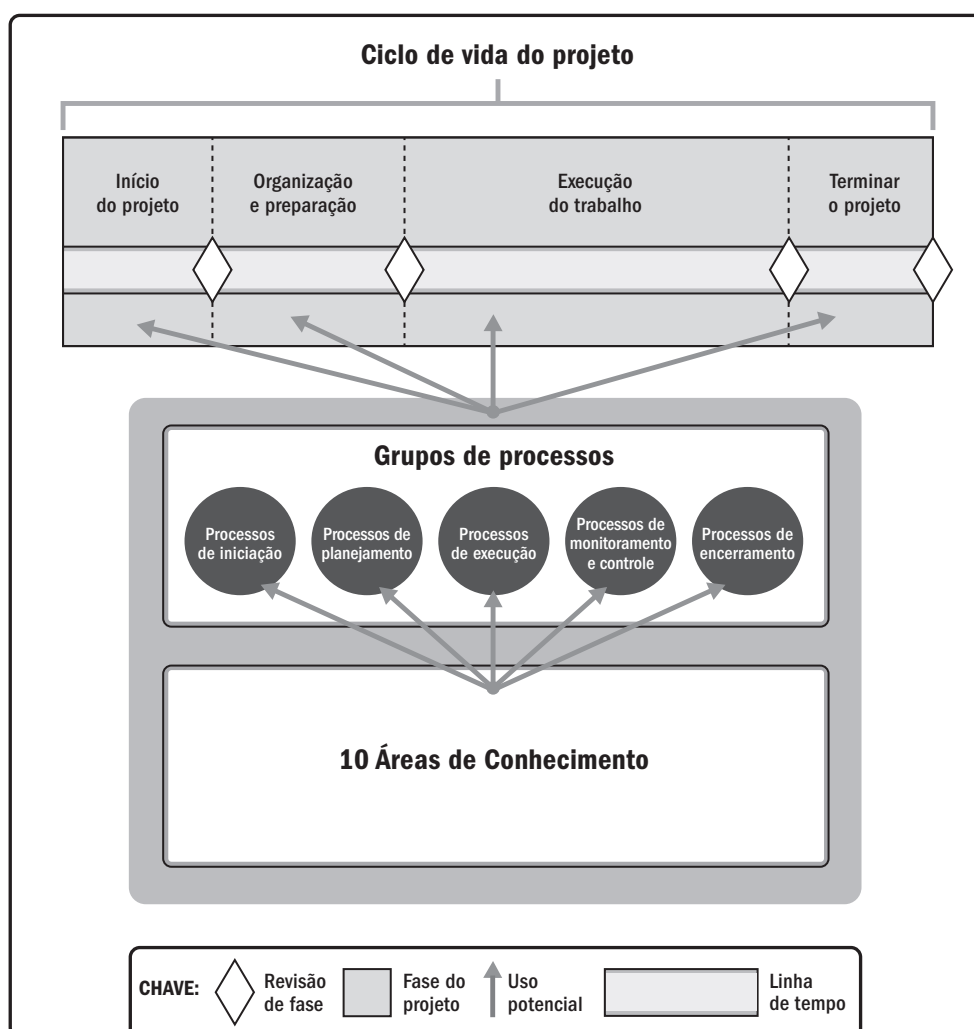 Ciclo de vida do projeto
Início
do projeto
Organização
e preparação
Execução
do trabalho
Terminar
o projeto
Grupos de processos
Processos
de iniciação
Processos de
planejamento
Processos
de execução
Processos de
monitoramento
e controle
Processos de
encerramento
10 Áreas de Conhecimento
CHAVE:
Revisão
de fase
Fase do
projeto
Uso
potencial
Linha
de tempo